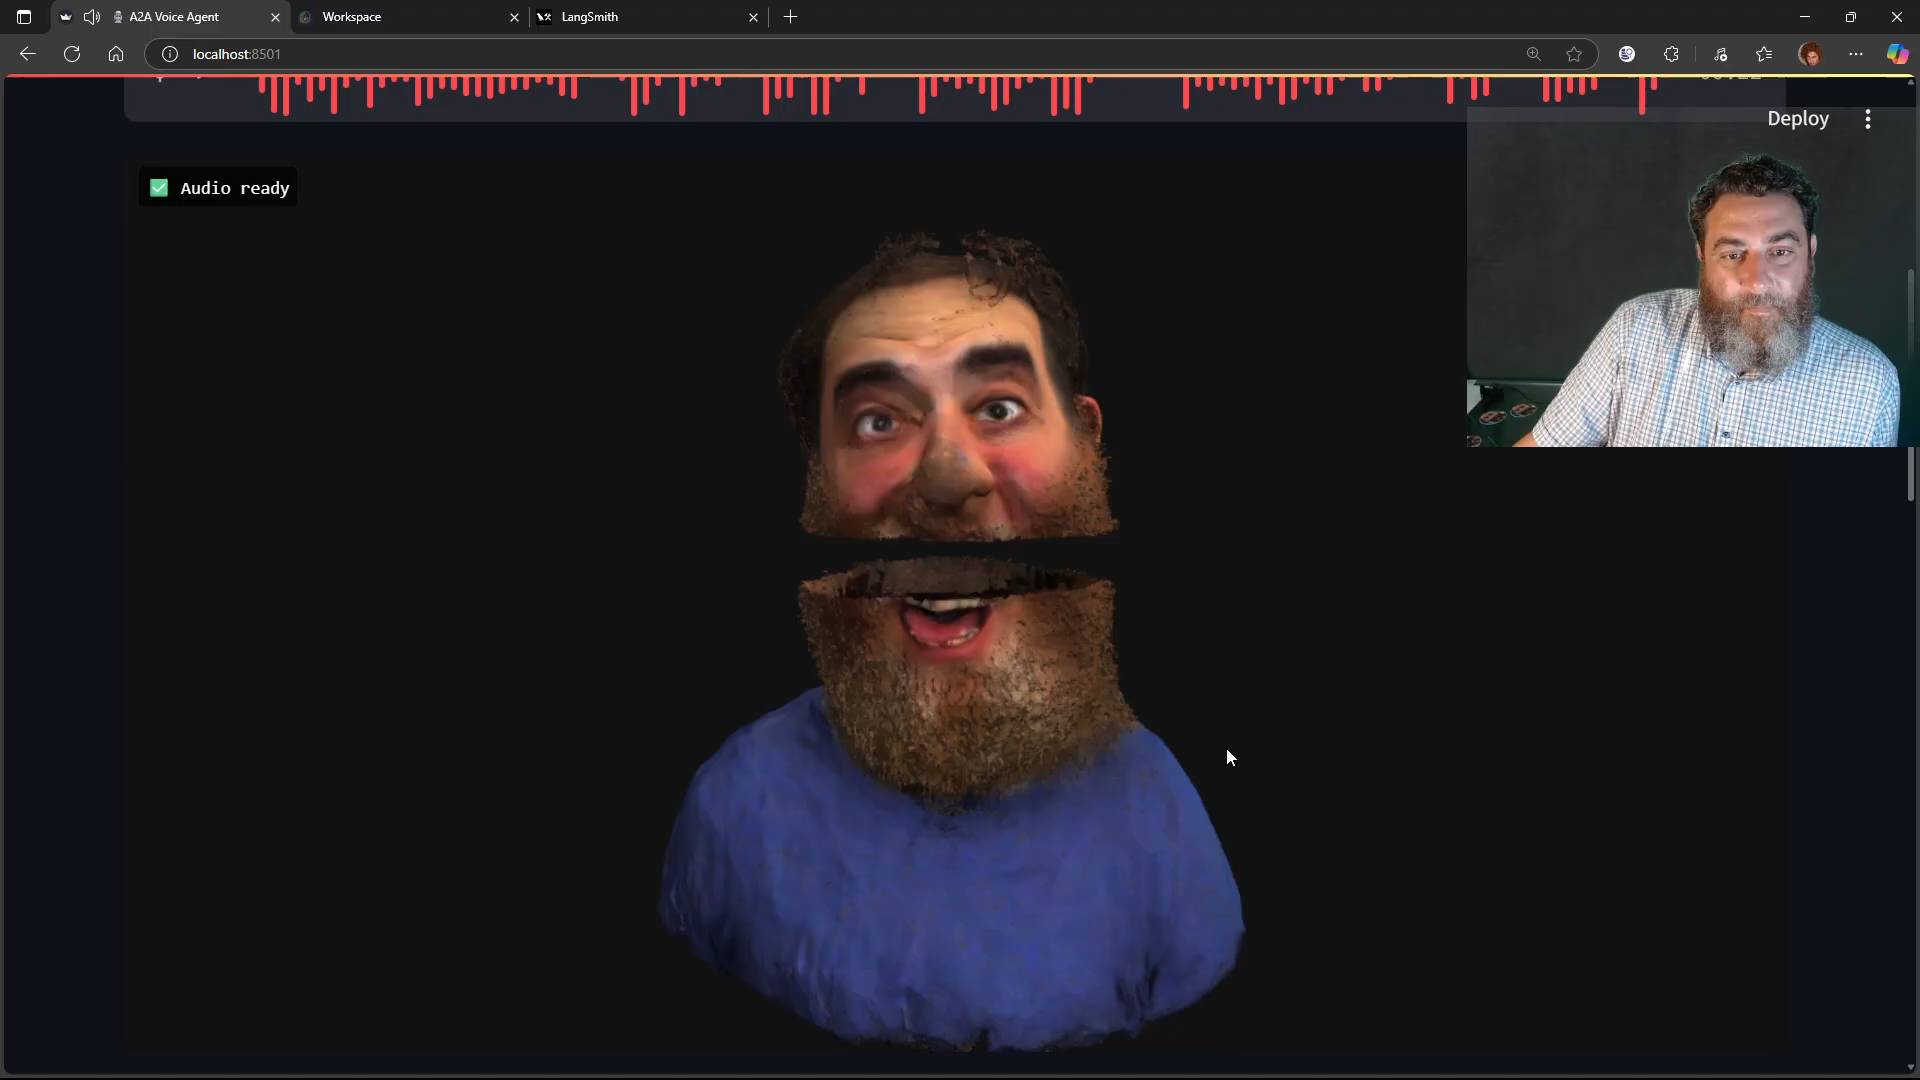 A2A Voice Agent
Workspace
LangSmith
localhost:8501
Deploy
Audio ready